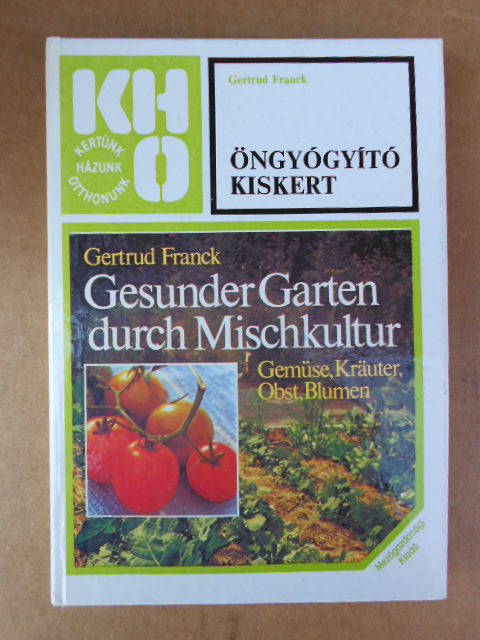 KH
O
KERTÜNK
HÁZUNK
OTTHONUNK
Gertrud Franck
ÖNGYÓGYÍTÓ
KISKERT
Gertrud Franck
Gesunder Garten
durch Mischkultur
Gemüse, Kräuter,
Obst, Blumen
Mezőgazdasági
Kiadó